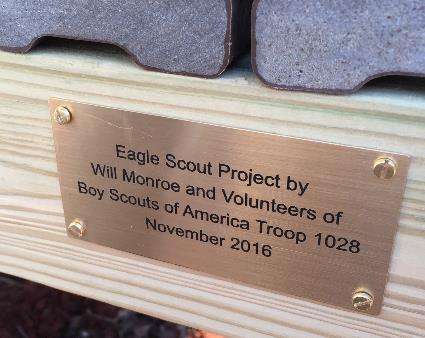 Eagle Scout Project by
Will Monroe and Volunteers of
Boy Scouts of America Troop 1028
November 2016